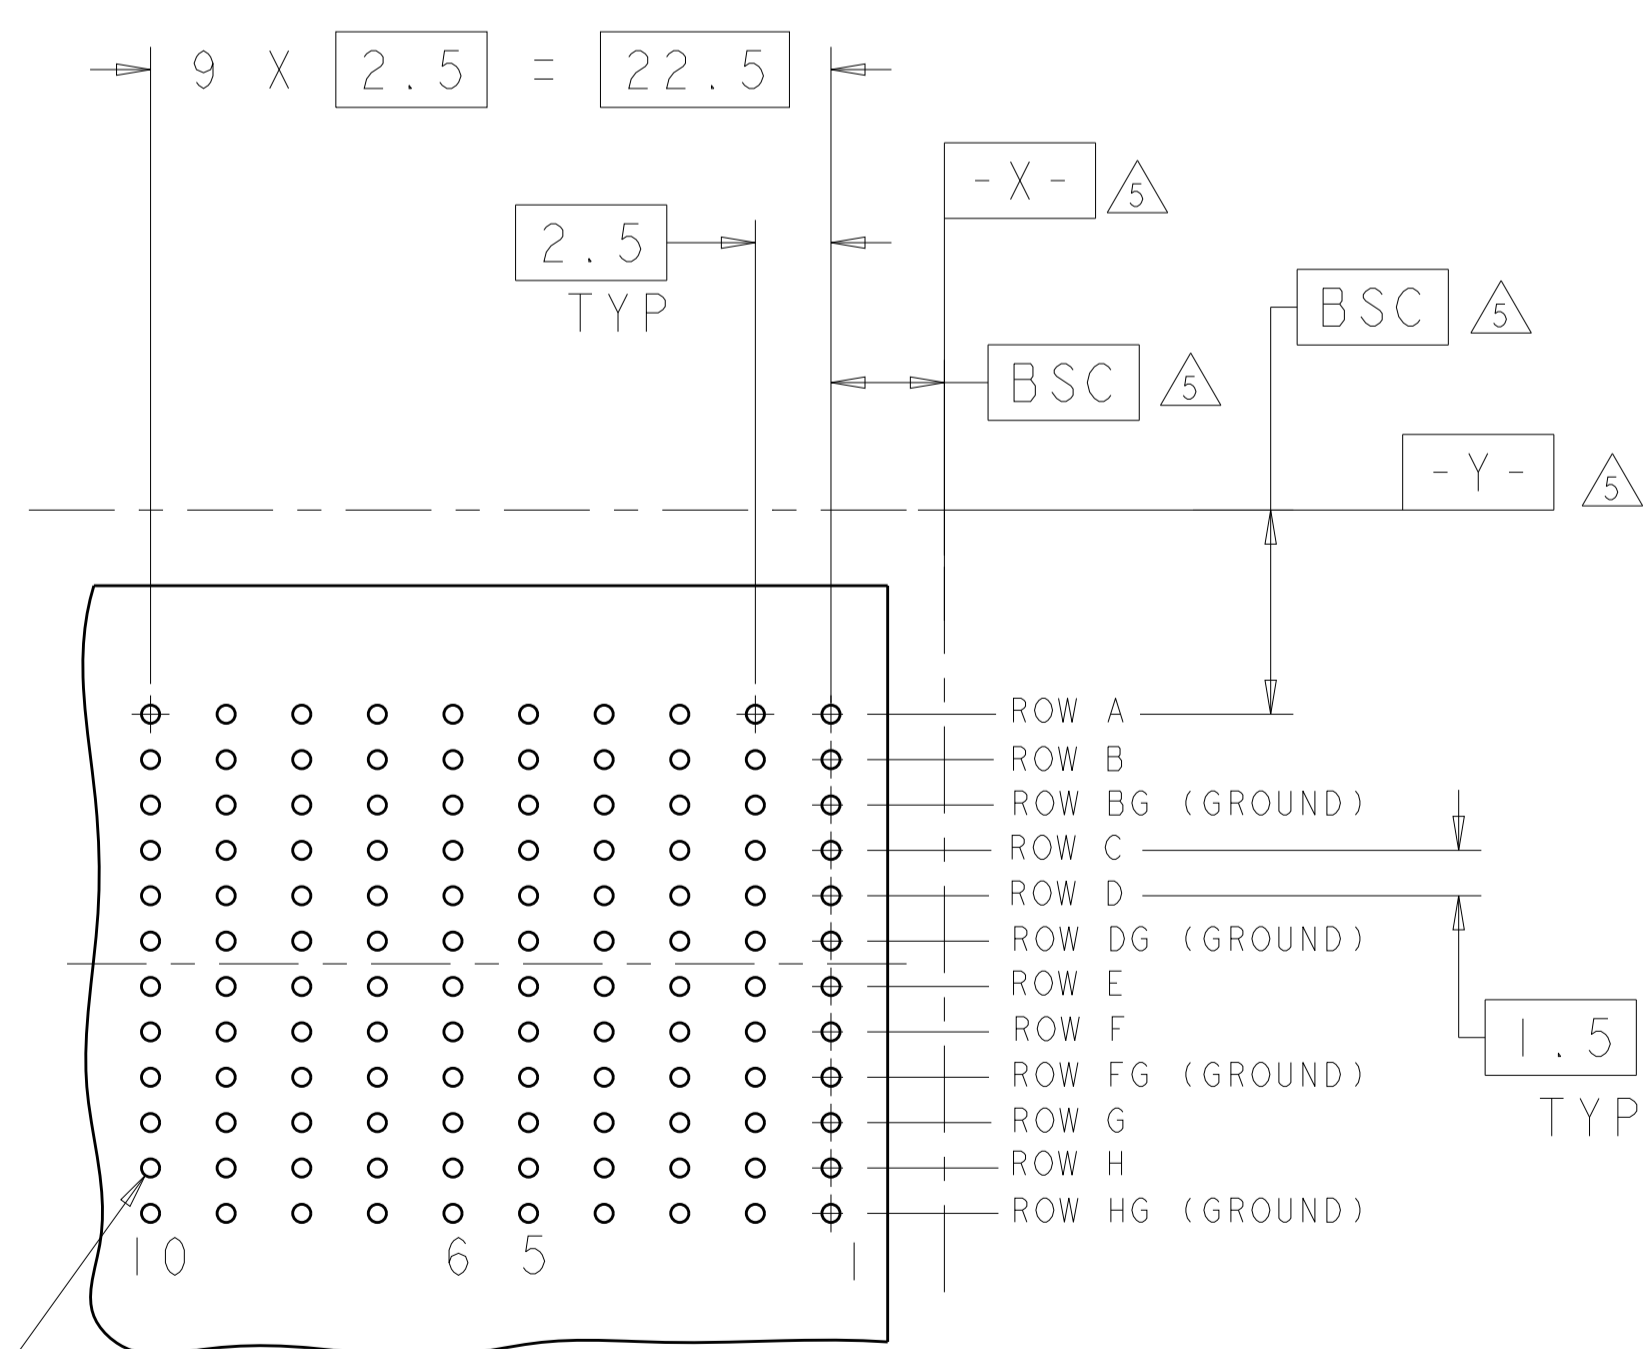 9 X 2.5 = 22.5
-X- 5
2.5
TYP
BSC 5
BSC 5
-Y- 5
ROW A
ROW B
ROW BG (GROUND)
ROW C
ROW D
ROW DG (GROUND)
ROW E
ROW F
1.5
ROW FG (GROUND)
TYP
ROW G
ROW H
ROW HG (GROUND)
10 6 5 1